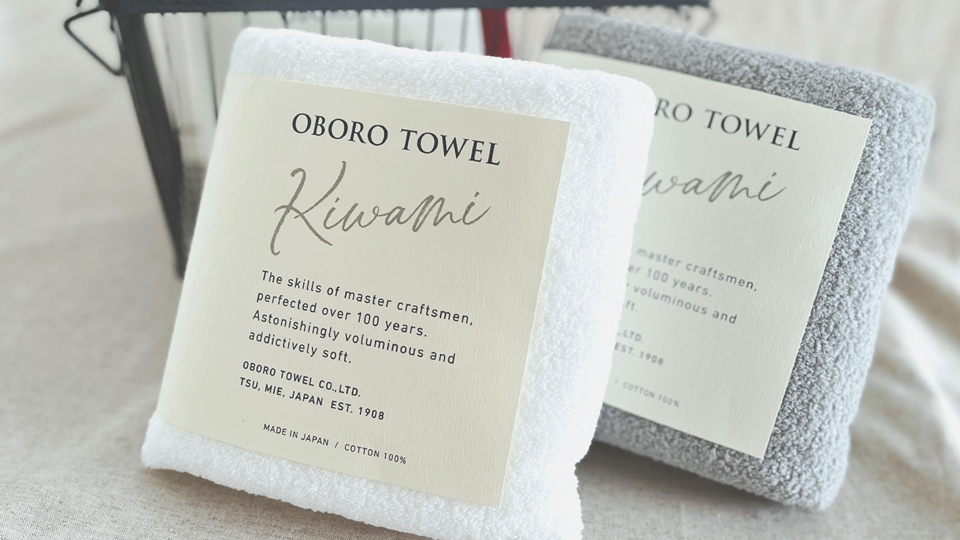 OBORO TOWEL
Kiwami
The skills of master craftsmen,
perfected over 100 years.
Astonishingly voluminous and
addictively soft.
OBORO TOWEL CO.,LTD.
TSU, MIE, JAPAN EST. 1908
MADE IN JAPAN / COTTON 100%
RO TOWEL
wami
master craftsmen,
er 100 years.
voluminous and
ft.
LTD.
EST. 1908
/ COTTON 100%